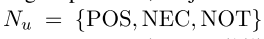 N_u = {POS, NEC, NOT}